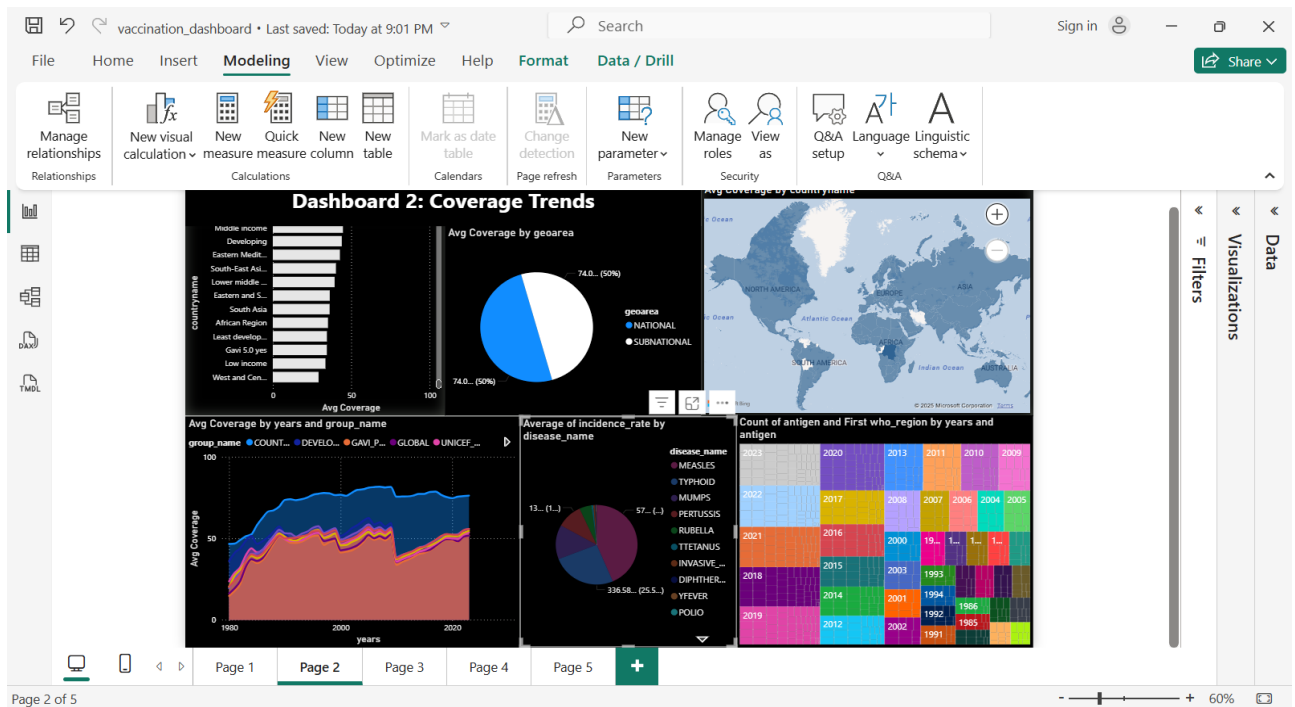 vaccination_dashboard • Last saved: Today at 9:01 PM
Search
Sign in
File Home Insert Modeling View Optimize Help Format Data / Drill
Share
Manage relationships
New visual calculation
New measure
Quick measure
New column
New table
Mark as date table
Change detection
New parameter
Manage roles
View as
Q&A setup
Language
Linguistic schema
Relationships
Calculations
Calendars
Page refresh
Parameters
Security
Q&A
DAX
TMDL
Dashboard 2: Coverage Trends
countryname
Middle income
Developing
Eastern Medit...
South-East Asi...
Lower middle ...
Eastern and S...
South Asia
African Region
Least develop...
Gavi 5.0 yes
Low income
West and Cen...
0 50 100
Avg Coverage
Avg Coverage by geoarea
74.0... (50%)
74.0... (50%)
geoarea
NATIONAL
SUBNATIONAL
Avg Coverage by countryname
NORTH AMERICA
EUROPE
ASIA
Atlantic Ocean
AFRICA
SOUTH AMERICA
Indian Ocean
AUSTRALIA
© 2025 Microsoft Corporation Terms
Avg Coverage by years and group_name
group_name COUNT... DEVELO... GAVI_P... GLOBAL UNICEF_...
Avg Coverage
100
50
0
1980 2000 2020
years
Average of incidence_rate by
disease_name
disease_name
MEASLES
TYPHOID
MUMPS
PERTUSSIS
RUBELLA
TTETANUS
INVASIVE_...
DIPHTHER...
YFEVER
POLIO
13... (1...)
57... (...)
336.58... (25.5...)
Count of antigen and First who_region by years and
antigen
2023 2020 2013 2011 2010 2009
2022 2017 2008 2007 2006 2004 2005
2021 2016 2000 19... 1... 1... 1...
2018 2015 2003 1993
2014 2001 1994 1986
2019 2012 2002 1992 1985
1991
Filters
Visualizations
Data
Page 1 Page 2 Page 3 Page 4 Page 5
Page 2 of 5
60%